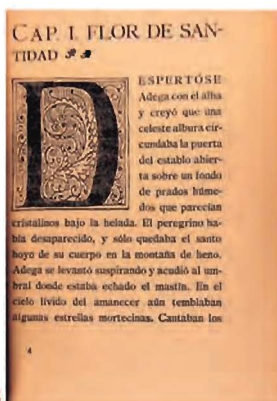 CAP. I. FLOR DE SAN-
TIDAD
DESPERTÓSE
Adega con el alba
y creyó que una
celeste albura cir-
cundaba la puerta
del establo abier-
ta sobre un fondo
de prados húme-
dos que parecían
cristalinos bajo la helada. El peregrino ha-
bía desaparecido, y sólo quedaba el santo
hoyo de su cuerpo en la montaña de heno.
Adega se levantó suspirando y acudió al um-
bral donde estaba echado el mastín. En el
cielo lívido del amanecer aún temblaban
algunas estrellas mortecinas. Cantaban los
4